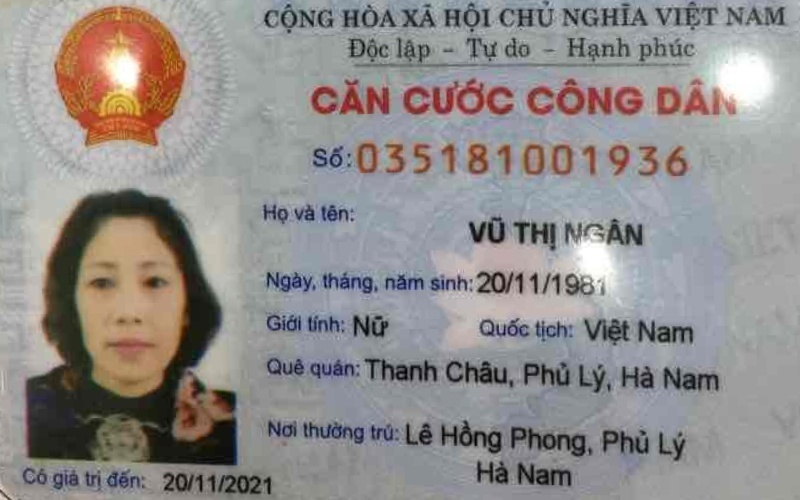 CỘNG HÒA XÃ HỘI CHỦ NGHĨA VIỆT NAM
Độc lập - Tự do - Hạnh phúc
CĂN CƯỚC CÔNG DÂN
Số: 035181001936
Họ và tên:
VŨ THỊ NGÂN
Ngày, tháng, năm sinh: 20/11/1981
Giới tính: Nữ Quốc tịch: Việt Nam
Quê quán: Thanh Châu, Phủ Lý, Hà Nam
Nơi thường trú: Lê Hồng Phong, Phủ Lý
Hà Nam
Có giá trị đến: 20/11/2021